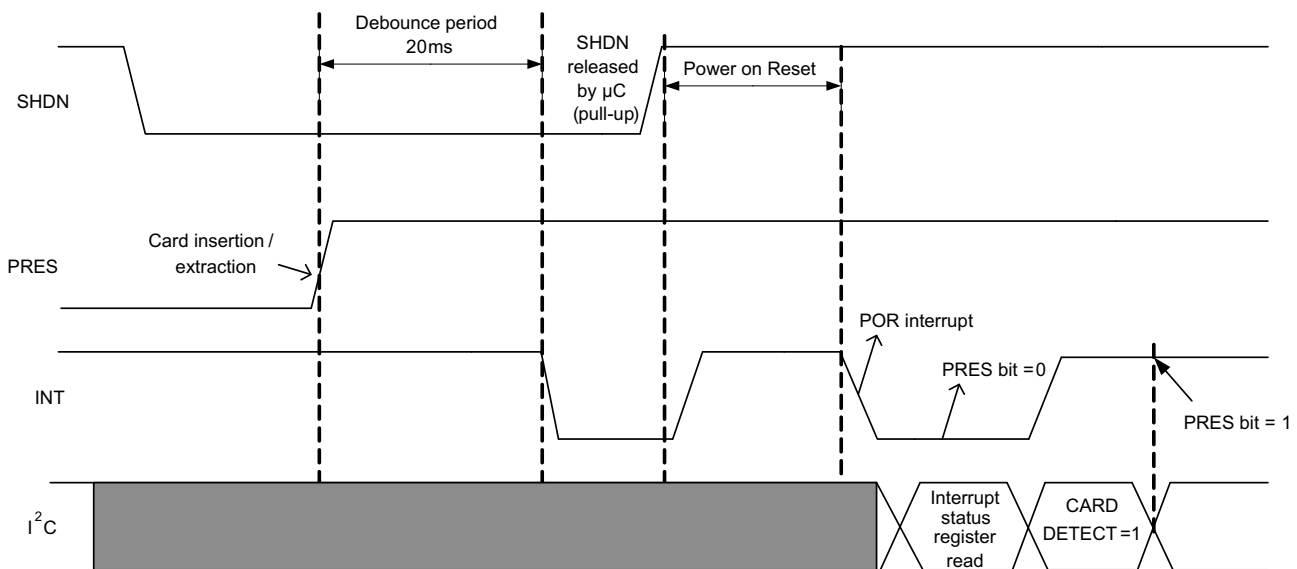 Debounce period
20ms
SHDN
released
by µC
(pull-up)
Power on Reset
SHDN
Card insertion /
extraction
PRES
POR interrupt
PRES bit =0
INT
PRES bit = 1
I²C
Interrupt
status
register
read
CARD
DETECT =1